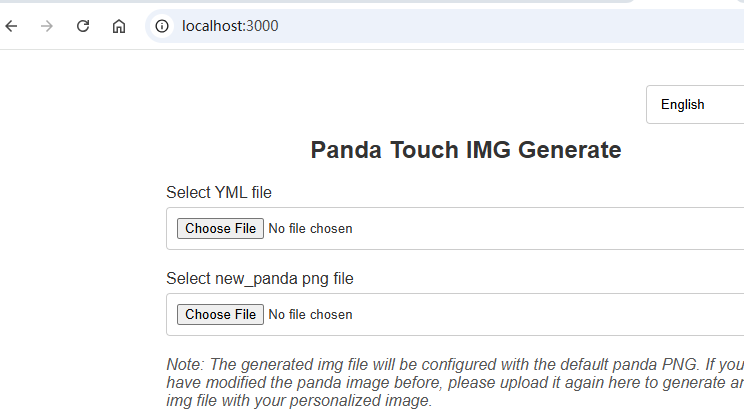 localhost:3000
English
Panda Touch IMG Generate
Select YML file
Choose File No file chosen
Select new_panda png file
Choose File No file chosen
Note: The generated img file will be configured with the default panda PNG. If you
have modified the panda image before, please upload it again here to generate an
img file with your personalized image.